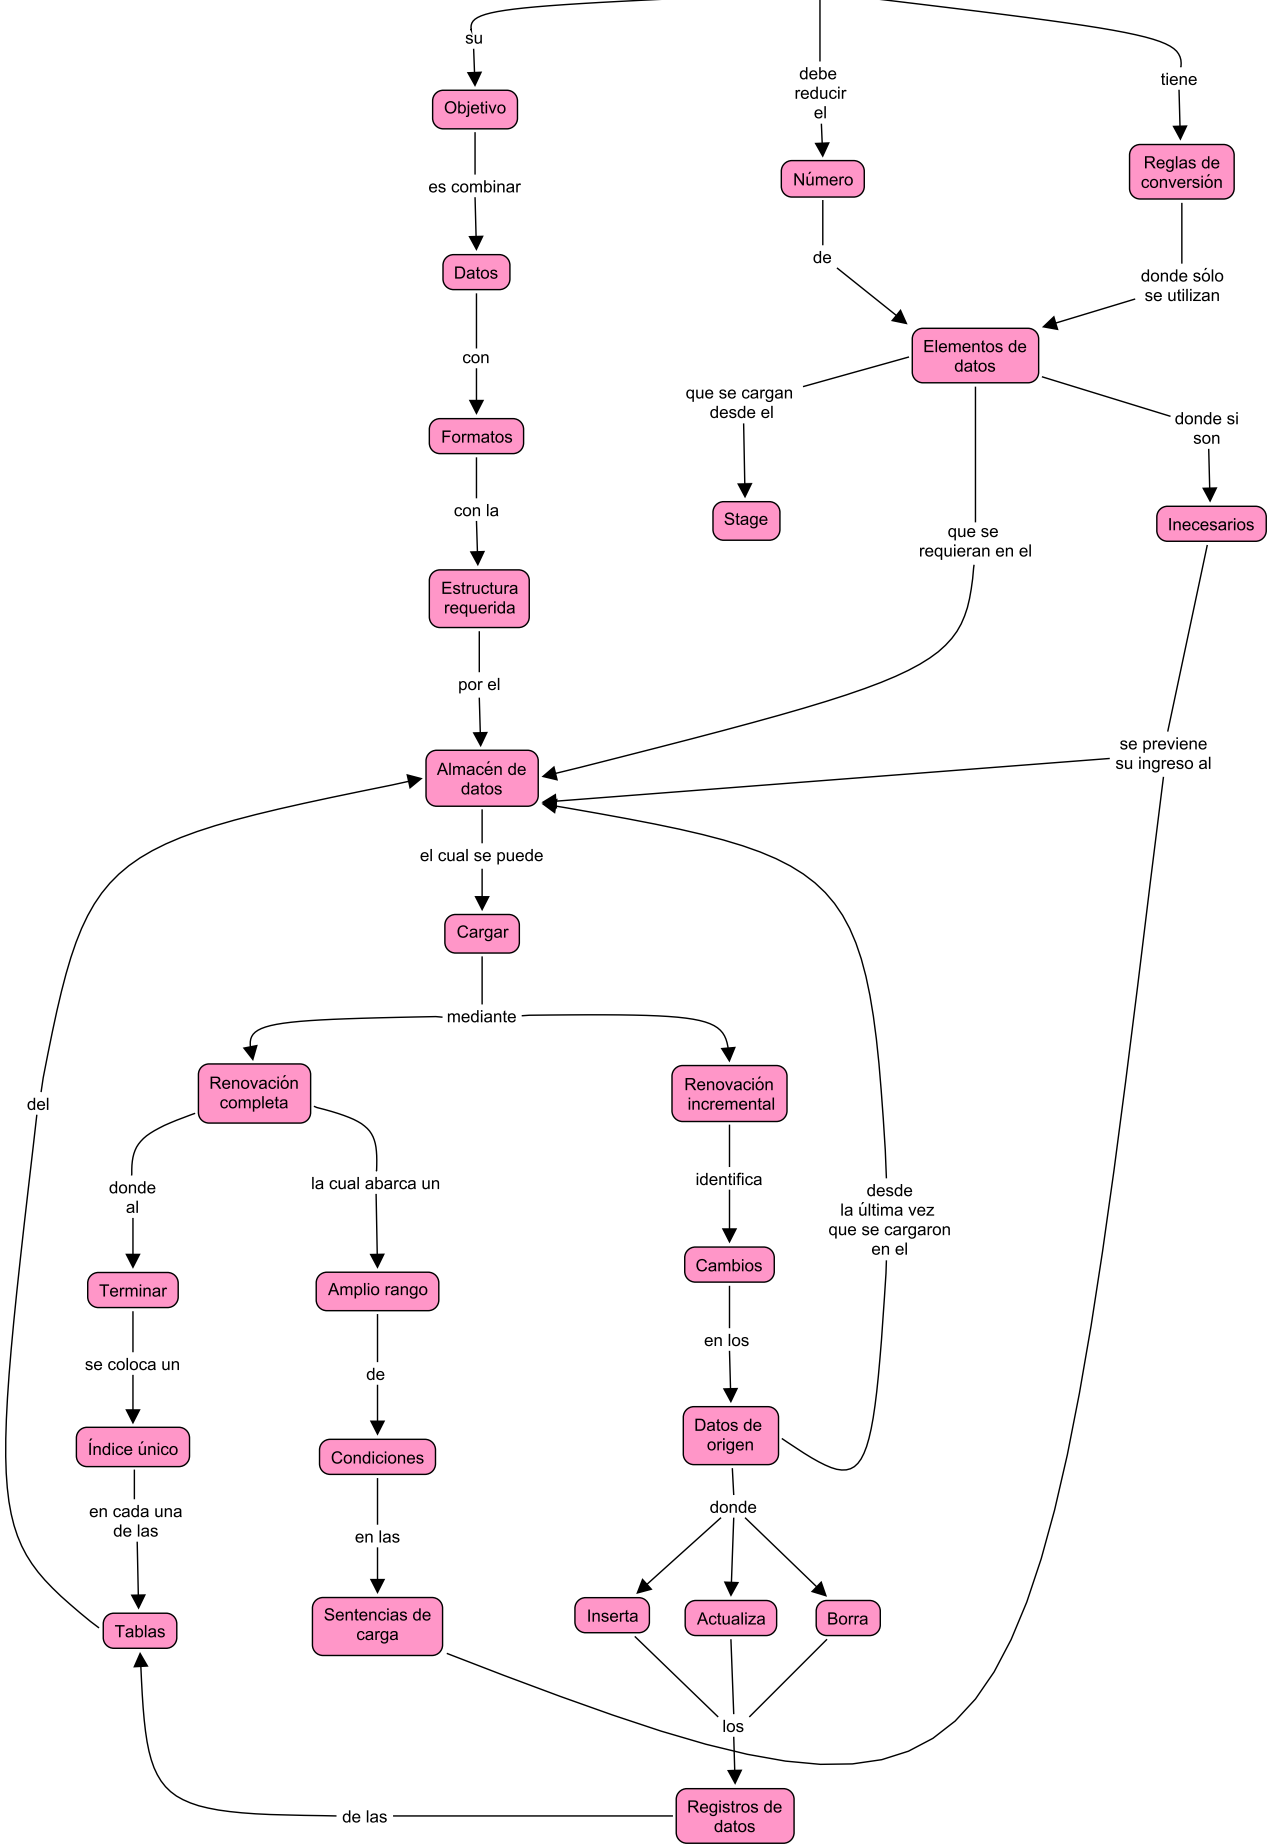 su
debe
reducir
el
tiene
Objetivo
Número
Reglas de
conversión
es combinar
de
donde sólo
se utilizan
Datos
Elementos de
datos
con
que se cargan
desde el
donde si
son
Formatos
Stage
Inecesarios
con la
que se
requieran en el
Estructura
requerida
por el
se previene
su ingreso al
Almacén de
datos
el cual se puede
Cargar
mediante
Renovación
completa
Renovación
incremental
del
donde
al
la cual abarca un
identifica
desde
la última vez
que se cargaron
en el
Terminar
Amplio rango
Cambios
se coloca un
de
en los
Índice único
Condiciones
Datos de
origen
en cada una
de las
en las
donde
Tablas
Sentencias de
carga
Inserta
Actualiza
Borra
los
de las
Registros de
datos